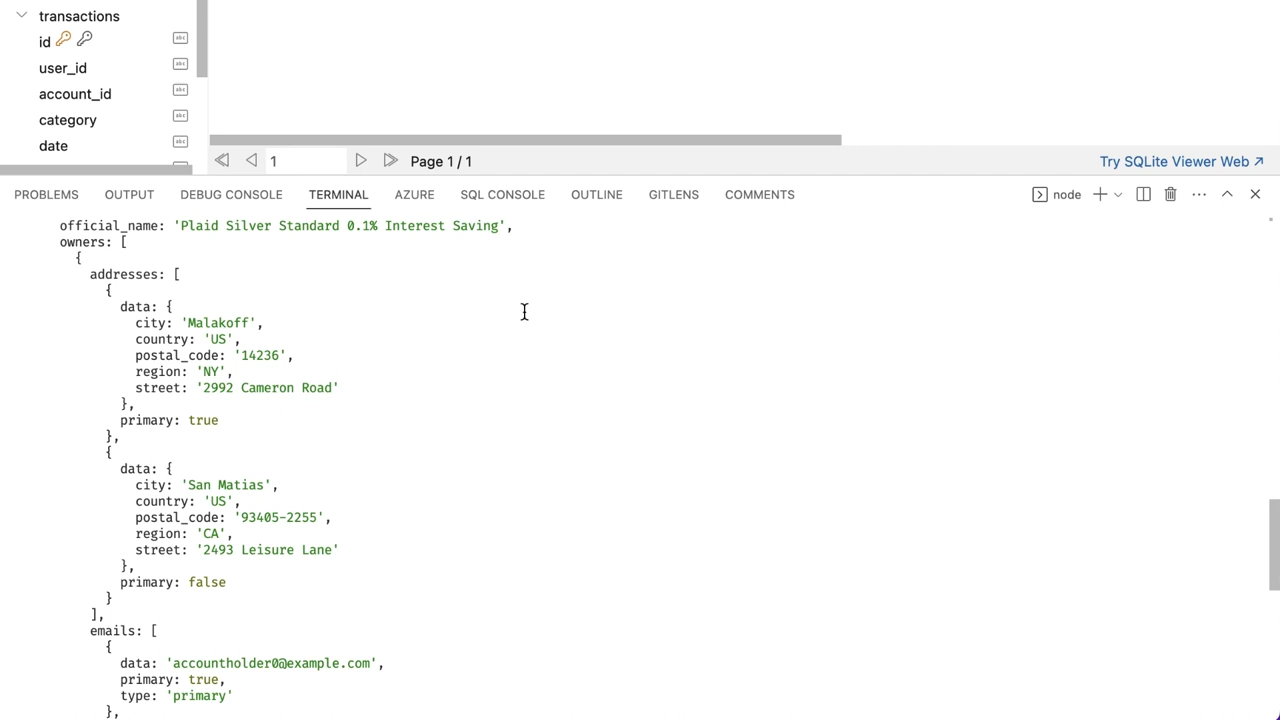 transactions
id
user_id
account_id
category
date
1
Page 1 / 1
Try SQLite Viewer Web ↗
PROBLEMS OUTPUT DEBUG CONSOLE TERMINAL AZURE SQL CONSOLE OUTLINE GITLENS COMMENTS
node
official_name: 'Plaid Silver Standard 0.1% Interest Saving',
owners: [
{
addresses: [
{
data: {
city: 'Malakoff',
country: 'US',
postal_code: '14236',
region: 'NY',
street: '2992 Cameron Road'
},
primary: true
},
{
data: {
city: 'San Matias',
country: 'US',
postal_code: '93405-2255',
region: 'CA',
street: '2493 Leisure Lane'
},
primary: false
}
],
emails: [
{
data: 'accountholder0@example.com',
primary: true,
type: 'primary'
},